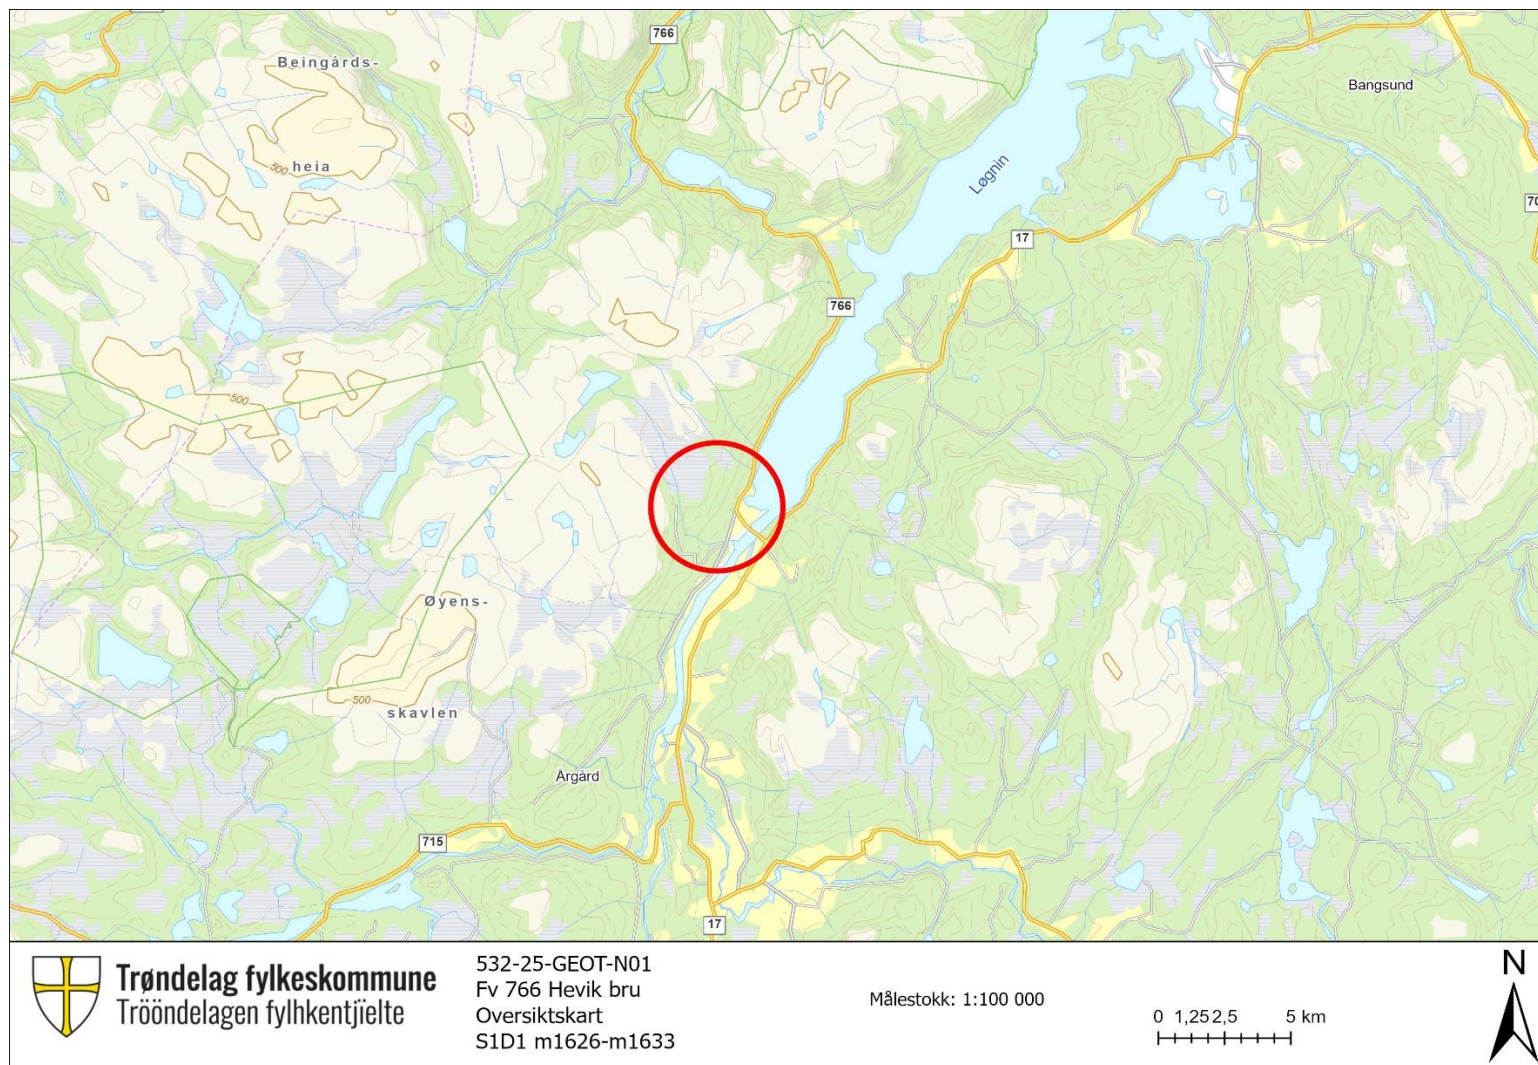 766
Beingårds-
Bangsund
500
heia
Løgnin
17
766
500
Øyens-
500
skavlen
Årgård
715
17
Trøndelag fylkeskommune
Trööndelagen fylhkentjïelte
532-25-GEOT-N01
Fv 766 Hevik bru
Oversiktskart
S1D1 m1626-m1633
Målestokk: 1:100 000
0 1,25 2,5 5 km
N